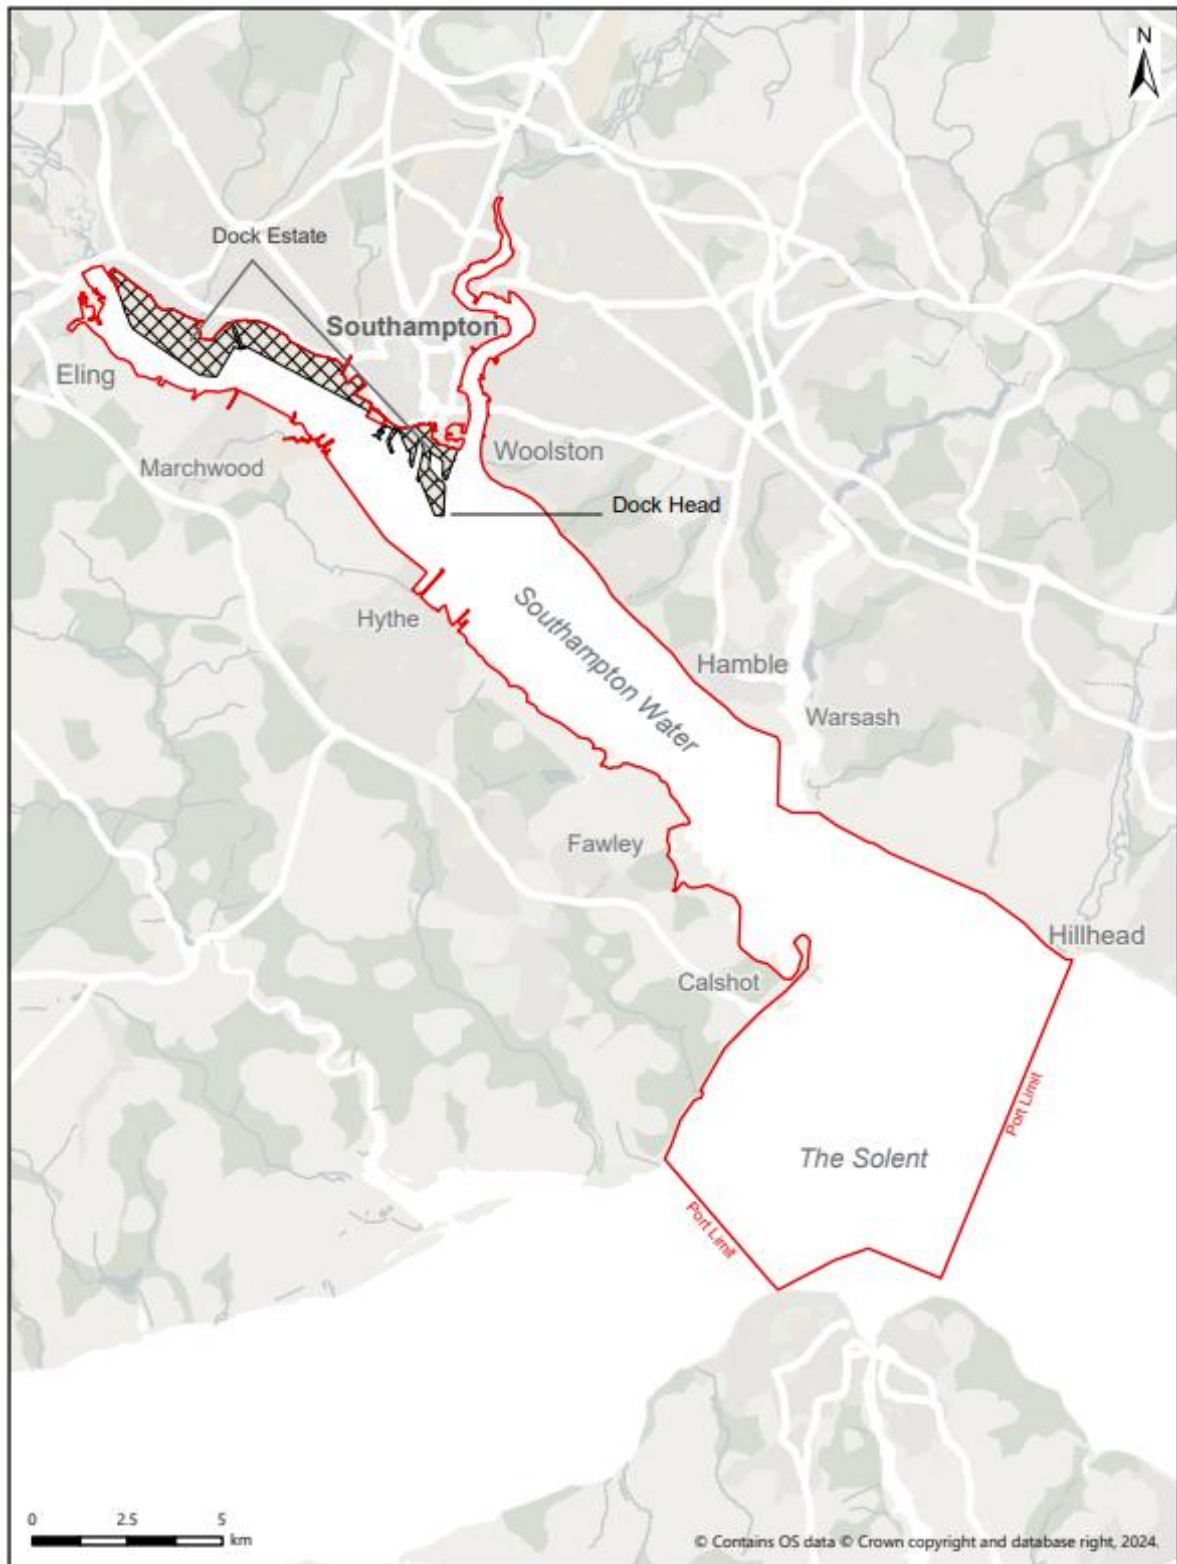 N
Dock Estate
Southampton
Eling
Woolston
Marchwood
Dock Head
Southampton Water
Hythe
Hamble
Warsash
Fawley
Hillhead
Calshot
Port Limit
The Solent
Port Limit
0 2.5 5
km
© Contains OS data © Crown copyright and database right, 2024.